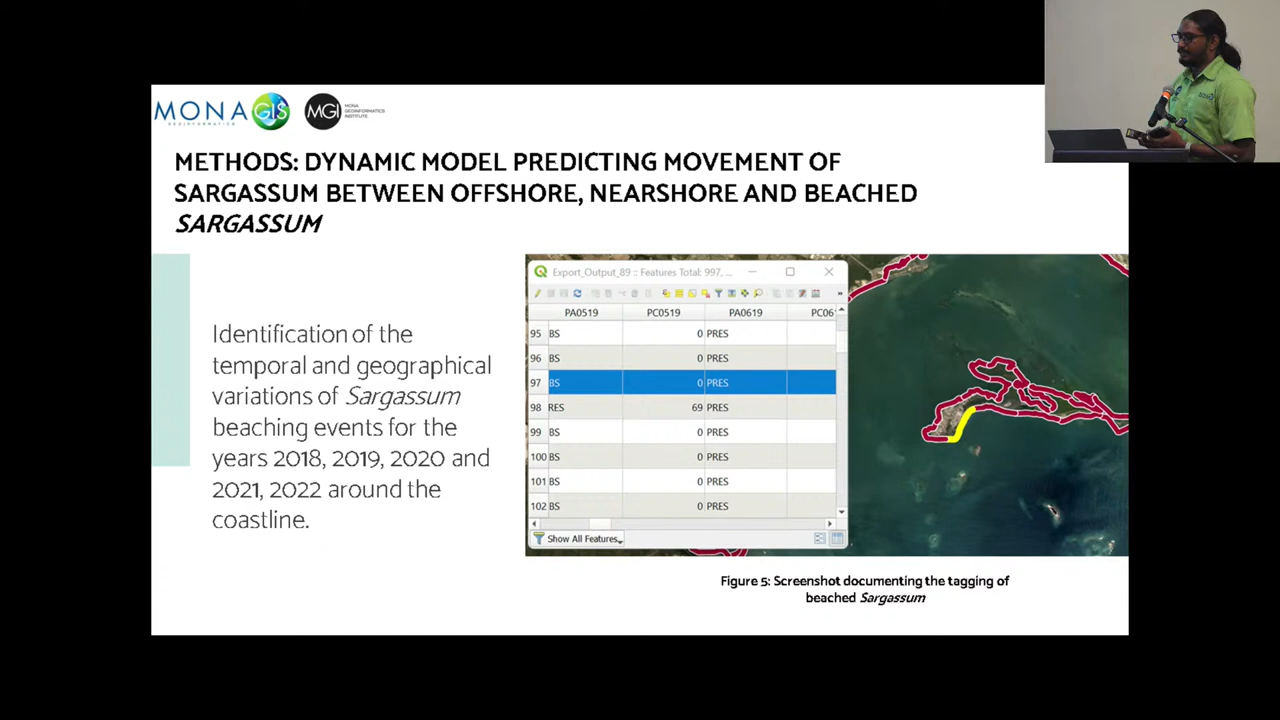 MONA GIS
GEOINFORMATICS
MGI
MONA
GEOINFORMATICS
INSTITUTE
METHODS: DYNAMIC MODEL PREDICTING MOVEMENT OF
SARGASSUM BETWEEN OFFSHORE, NEARSHORE AND BEACHED
SARGASSUM
Identification of the
temporal and geographical
variations of Sargassum
beaching events for the
years 2018, 2019, 2020 and
2021, 2022 around the
coastline.
Export_Output_89 :: Features Total: 997, ...
PA0519 PC0519 PA0619 PC06
95 BS 0 PRES
96 BS 0 PRES
97 BS 0 PRES
98 RES 69 PRES
99 BS 0 PRES
100 BS 0 PRES
101 BS 0 PRES
102 BS 0 PRES
Show All Features
Figure 5: Screenshot documenting the tagging of
beached Sargassum